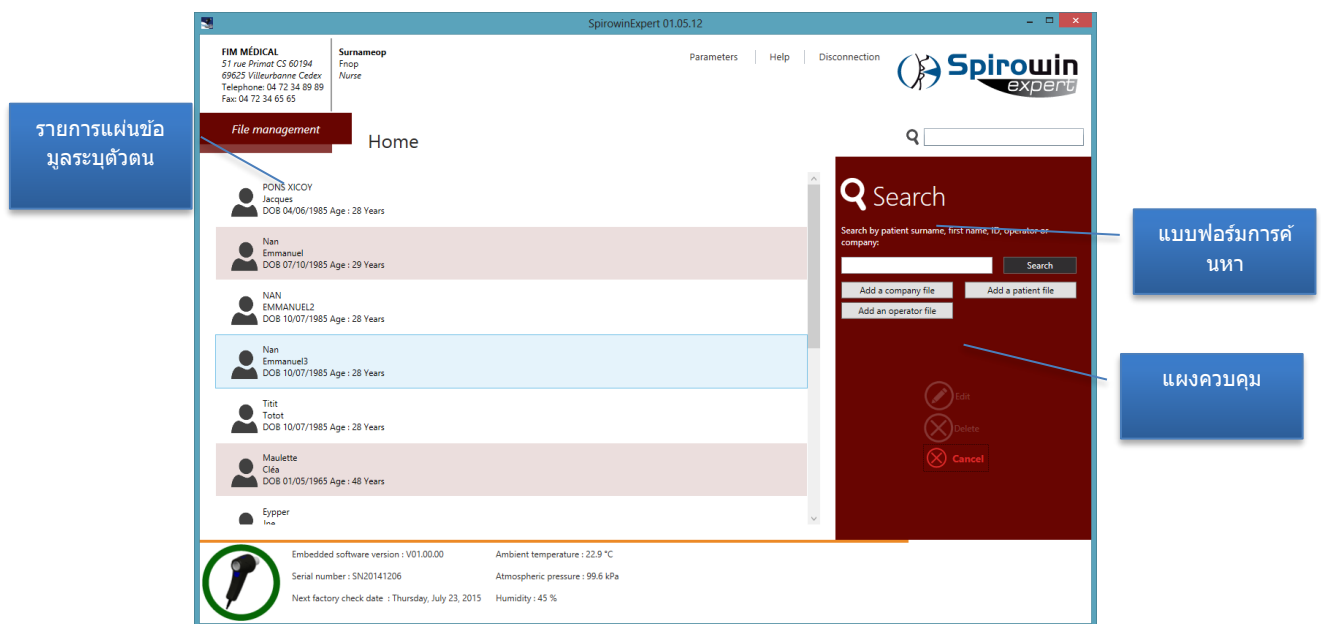 SpirowinExpert 01.05.12
FIM MÉDICAL
51 rue Primat CS 60194
69625 Villeurbanne Cedex
Telephone: 04 72 34 89 89
Fax: 04 72 34 65 65
Surnameop
Fnop
Nurse
Parameters
Help
Disconnection
Spirowin
expert
รายการแผ่นข้อ
มูลระบุตัวตน
File management
Home
PONS XICOY
Jacques
DOB 04/06/1985 Age : 28 Years
Nan
Emmanuel
DOB 07/10/1985 Age : 29 Years
NAN
EMMANUEL2
DOB 10/07/1985 Age : 28 Years
Nan
Emmanuel3
DOB 10/07/1985 Age : 28 Years
Titit
Totot
DOB 10/07/1985 Age : 28 Years
Maulette
Cléa
DOB 01/05/1965 Age : 48 Years
Eypper
Search
Search by patient surname, first name, ID, operator or
company:
Search
Add a company file
Add a patient file
Add an operator file
Edit
Delete
Cancel
แบบฟอร์มการค้
นหา
แผงควบคุม
Embedded software version : V01.00.00
Ambient temperature : 22.9 °C
Serial number : SN20141206
Atmospheric pressure : 99.6 kPa
Next factory check date : Thursday, July 23, 2015
Humidity : 45 %